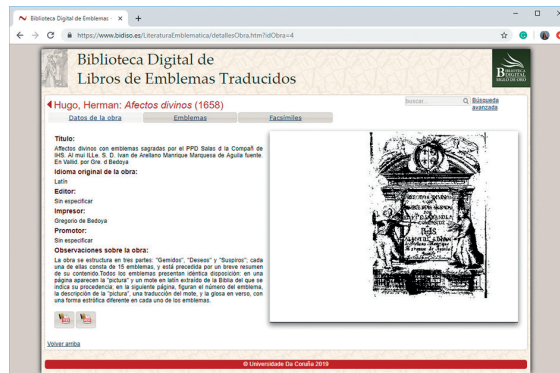 Biblioteca Digital de Emblemas
https://www.bidiso.es/LiteraturaEmblematica/detallesObra.htm?idObra=4
Biblioteca Digital de
Libros de Emblemas Traducidos
BIBLIOTECA
DIGITAL
SIGLO DE ORO
Hugo, Herman: Afectos divinos (1658)
buscar...
Búsqueda
avanzada
Datos de la obra
Emblemas
Facsímiles
Título:
Afectos divinos con emblemas sagradas por el PPD Salas d la Compañ de
IHS. Al mui ILLe. S. D. Ivan de Arellano Manrique Marquesa de Aguila fuente.
En Vallid. por Gre. d Bedoya
Idioma original de la obra:
Latín
Editor:
Sin especificar
Impresor:
Gregorio de Bedoya
Promotor:
Sin especificar
Observaciones sobre la obra:
La obra se estructura en tres partes: "Gemidos", "Deseos" y "Suspiros"; cada
una de ellas consta de 15 emblemas, y está precedida por un breve resumen
de su contenido.Todos los emblemas presentan idéntica disposición: en una
página aparecen la "pictura" y un mote en latín extraído de la Biblia del que se
indica su procedencia; en la siguiente página, figuran el número del emblema,
la descripción de la "pictura", una traducción del mote, y la glosa en verso, con
una forma estrófica diferente en cada uno de los emblemas.
Volver arriba
© Universidade Da Coruña 2019